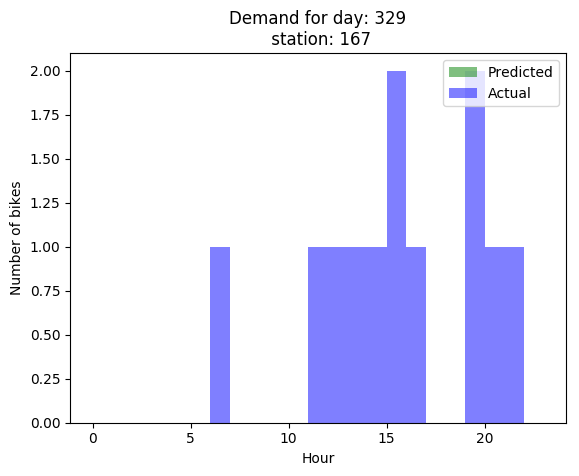 Demand for day: 329
station: 167
Predicted
Actual
2.00
1.75
1.50
1.25
1.00
0.75
0.50
0.25
0.00
Number of bikes
0 5 10 15 20
Hour